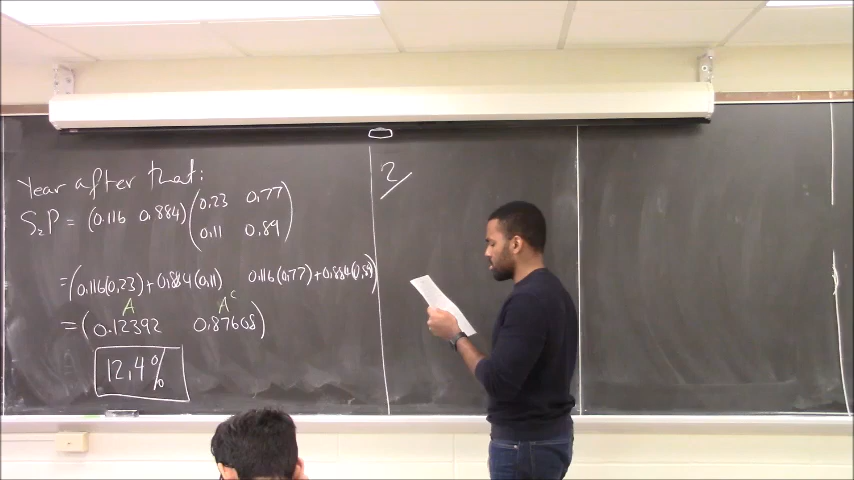 Year after that:
S₂P = (0.116 0.884) (0.23 0.77
0.11 0.89)
= (0.116(0.23)+0.884(0.11) 0.116(0.77)+0.884(0.89))
A Aᶜ
= (0.12392 0.87608)
12.4%
2